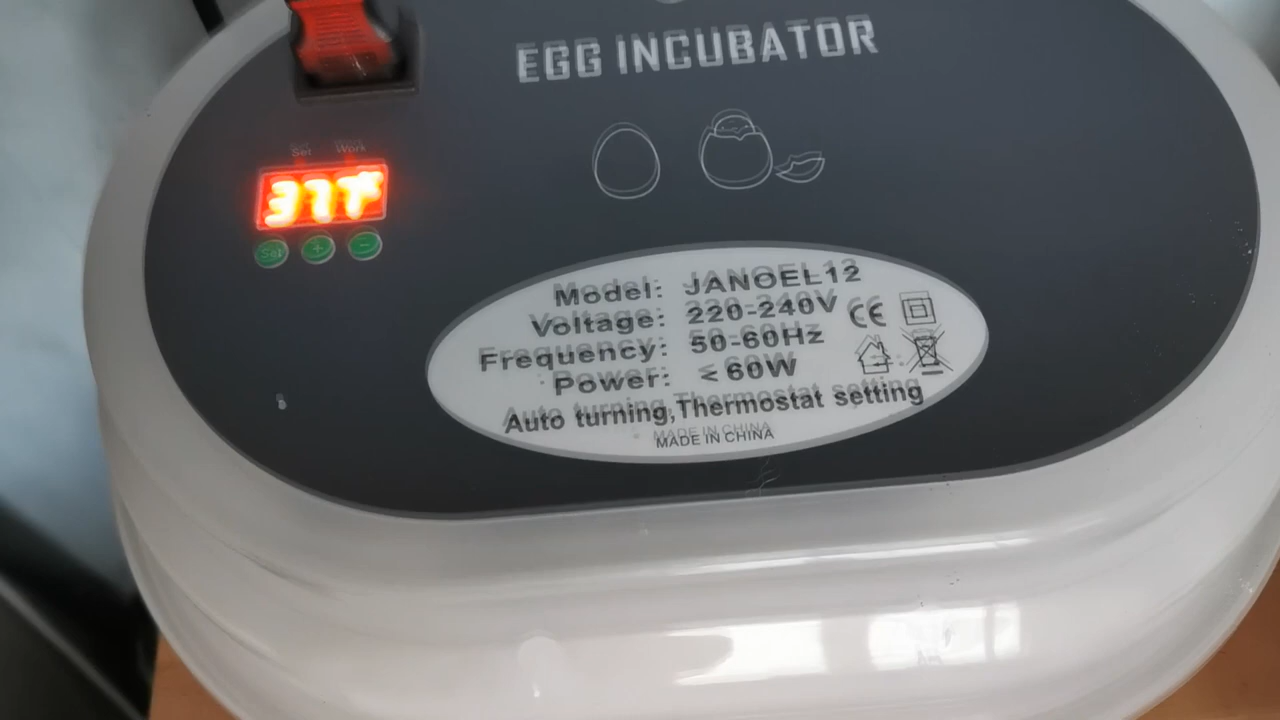 EGG INCUBATOR
Set Work
Set + -
Model: JANOEL12
Voltage: 220-240V
Frequency: 50-60Hz
Power: <60W
CE
Auto turning,Thermostat setting
MADE IN CHINA